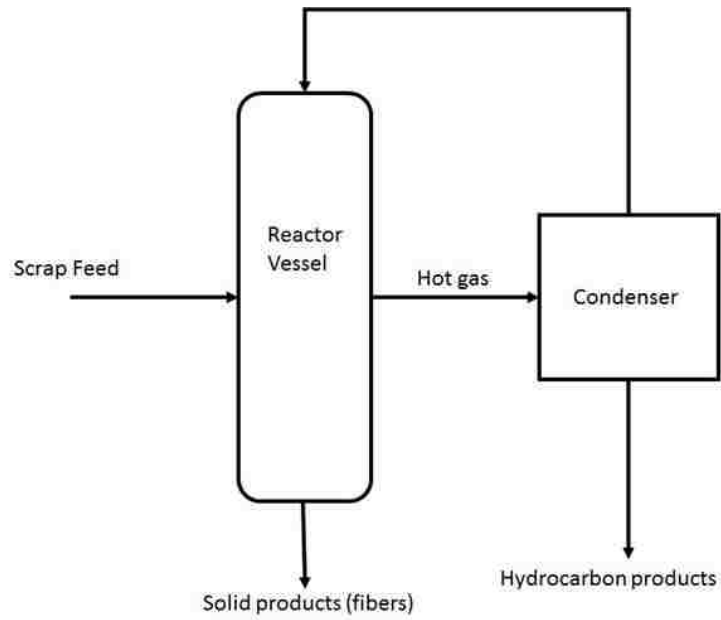 Reactor
Vessel
Scrap Feed
Hot gas
Condenser
Hydrocarbon products
Solid products (fibers)